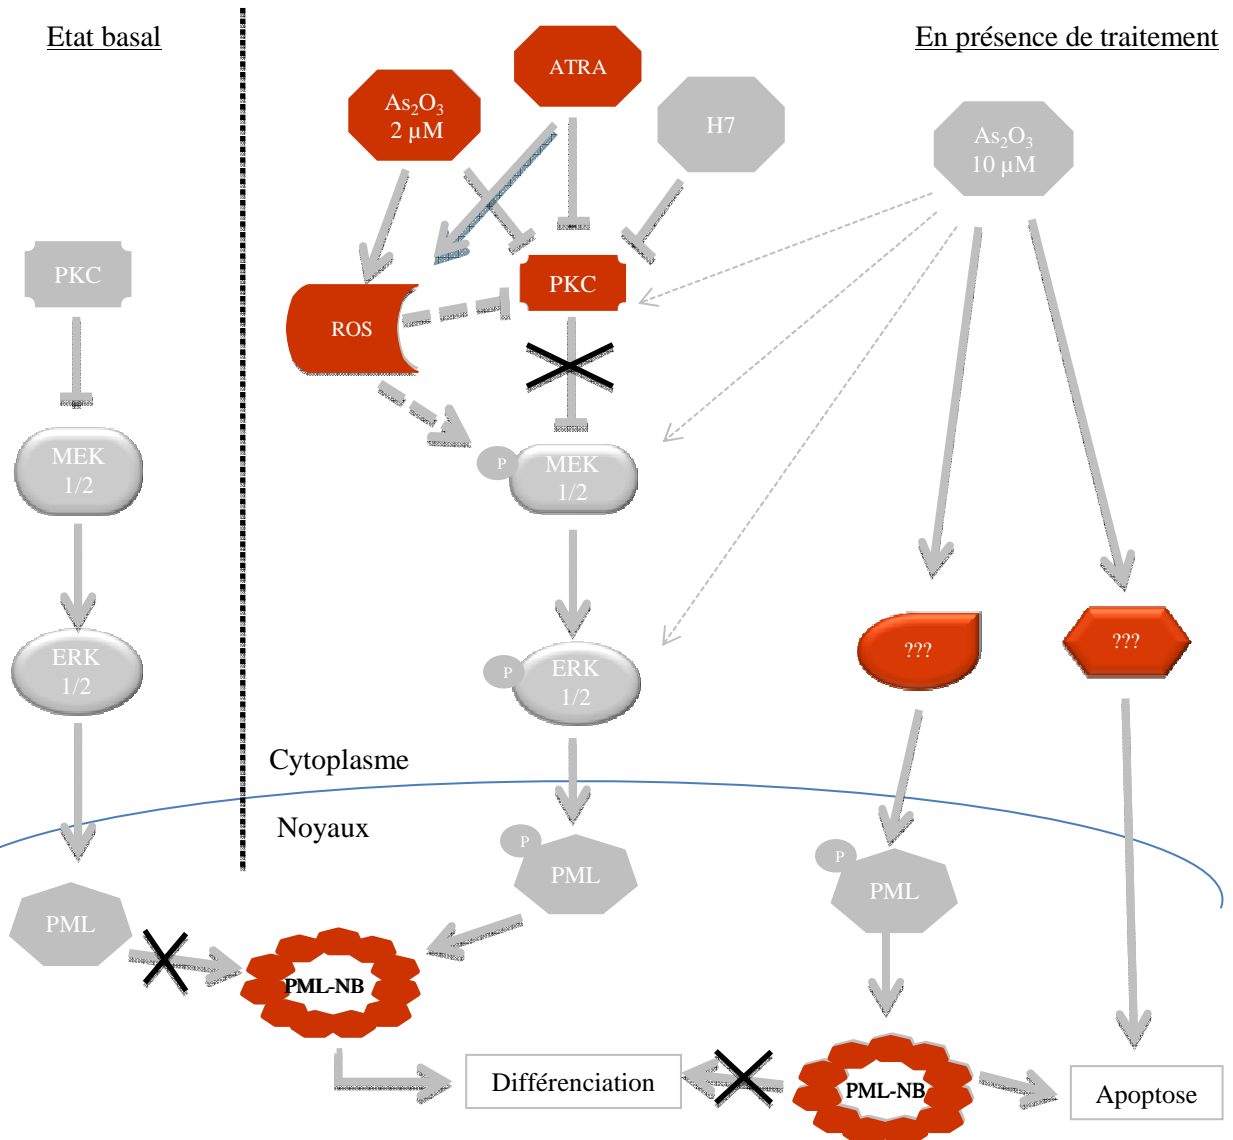 Etat basal
En présence de traitement
ATRA
As₂O₃
2 µM
H7
As₂O₃
10 µM
PKC
PKC
ROS
MEK
1/2
P
MEK
1/2
ERK
1/2
P
ERK
1/2
???
???
Cytoplasme
Noyaux
P
PML
P
PML
PML
PML-NB
Différenciation
PML-NB
Apoptose